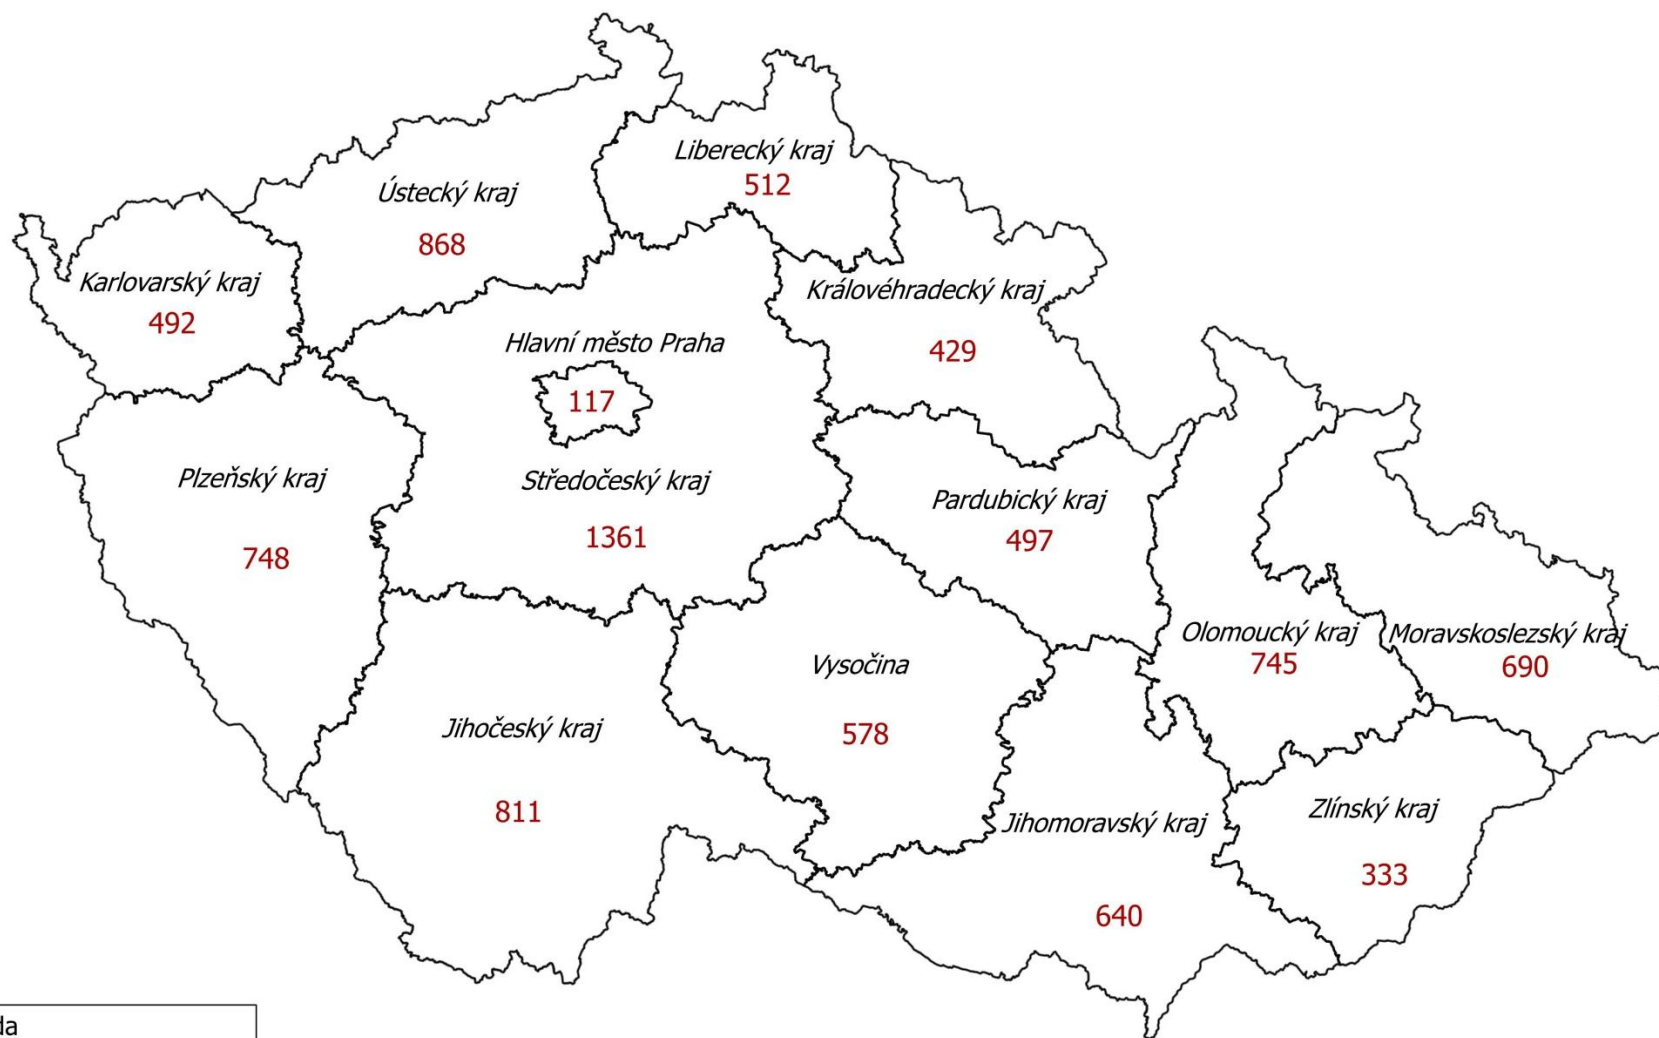 Liberecký kraj
512
Ústecký kraj
868
Karlovarský kraj
492
Královéhradecký kraj
429
Hlavní město Praha
117
Plzeňský kraj
748
Středočeský kraj
1361
Pardubický kraj
497
Olomoucký kraj
745
Moravskoslezský kraj
690
Vysočina
578
Jihočeský kraj
811
Jihomoravský kraj
640
Zlínský kraj
333